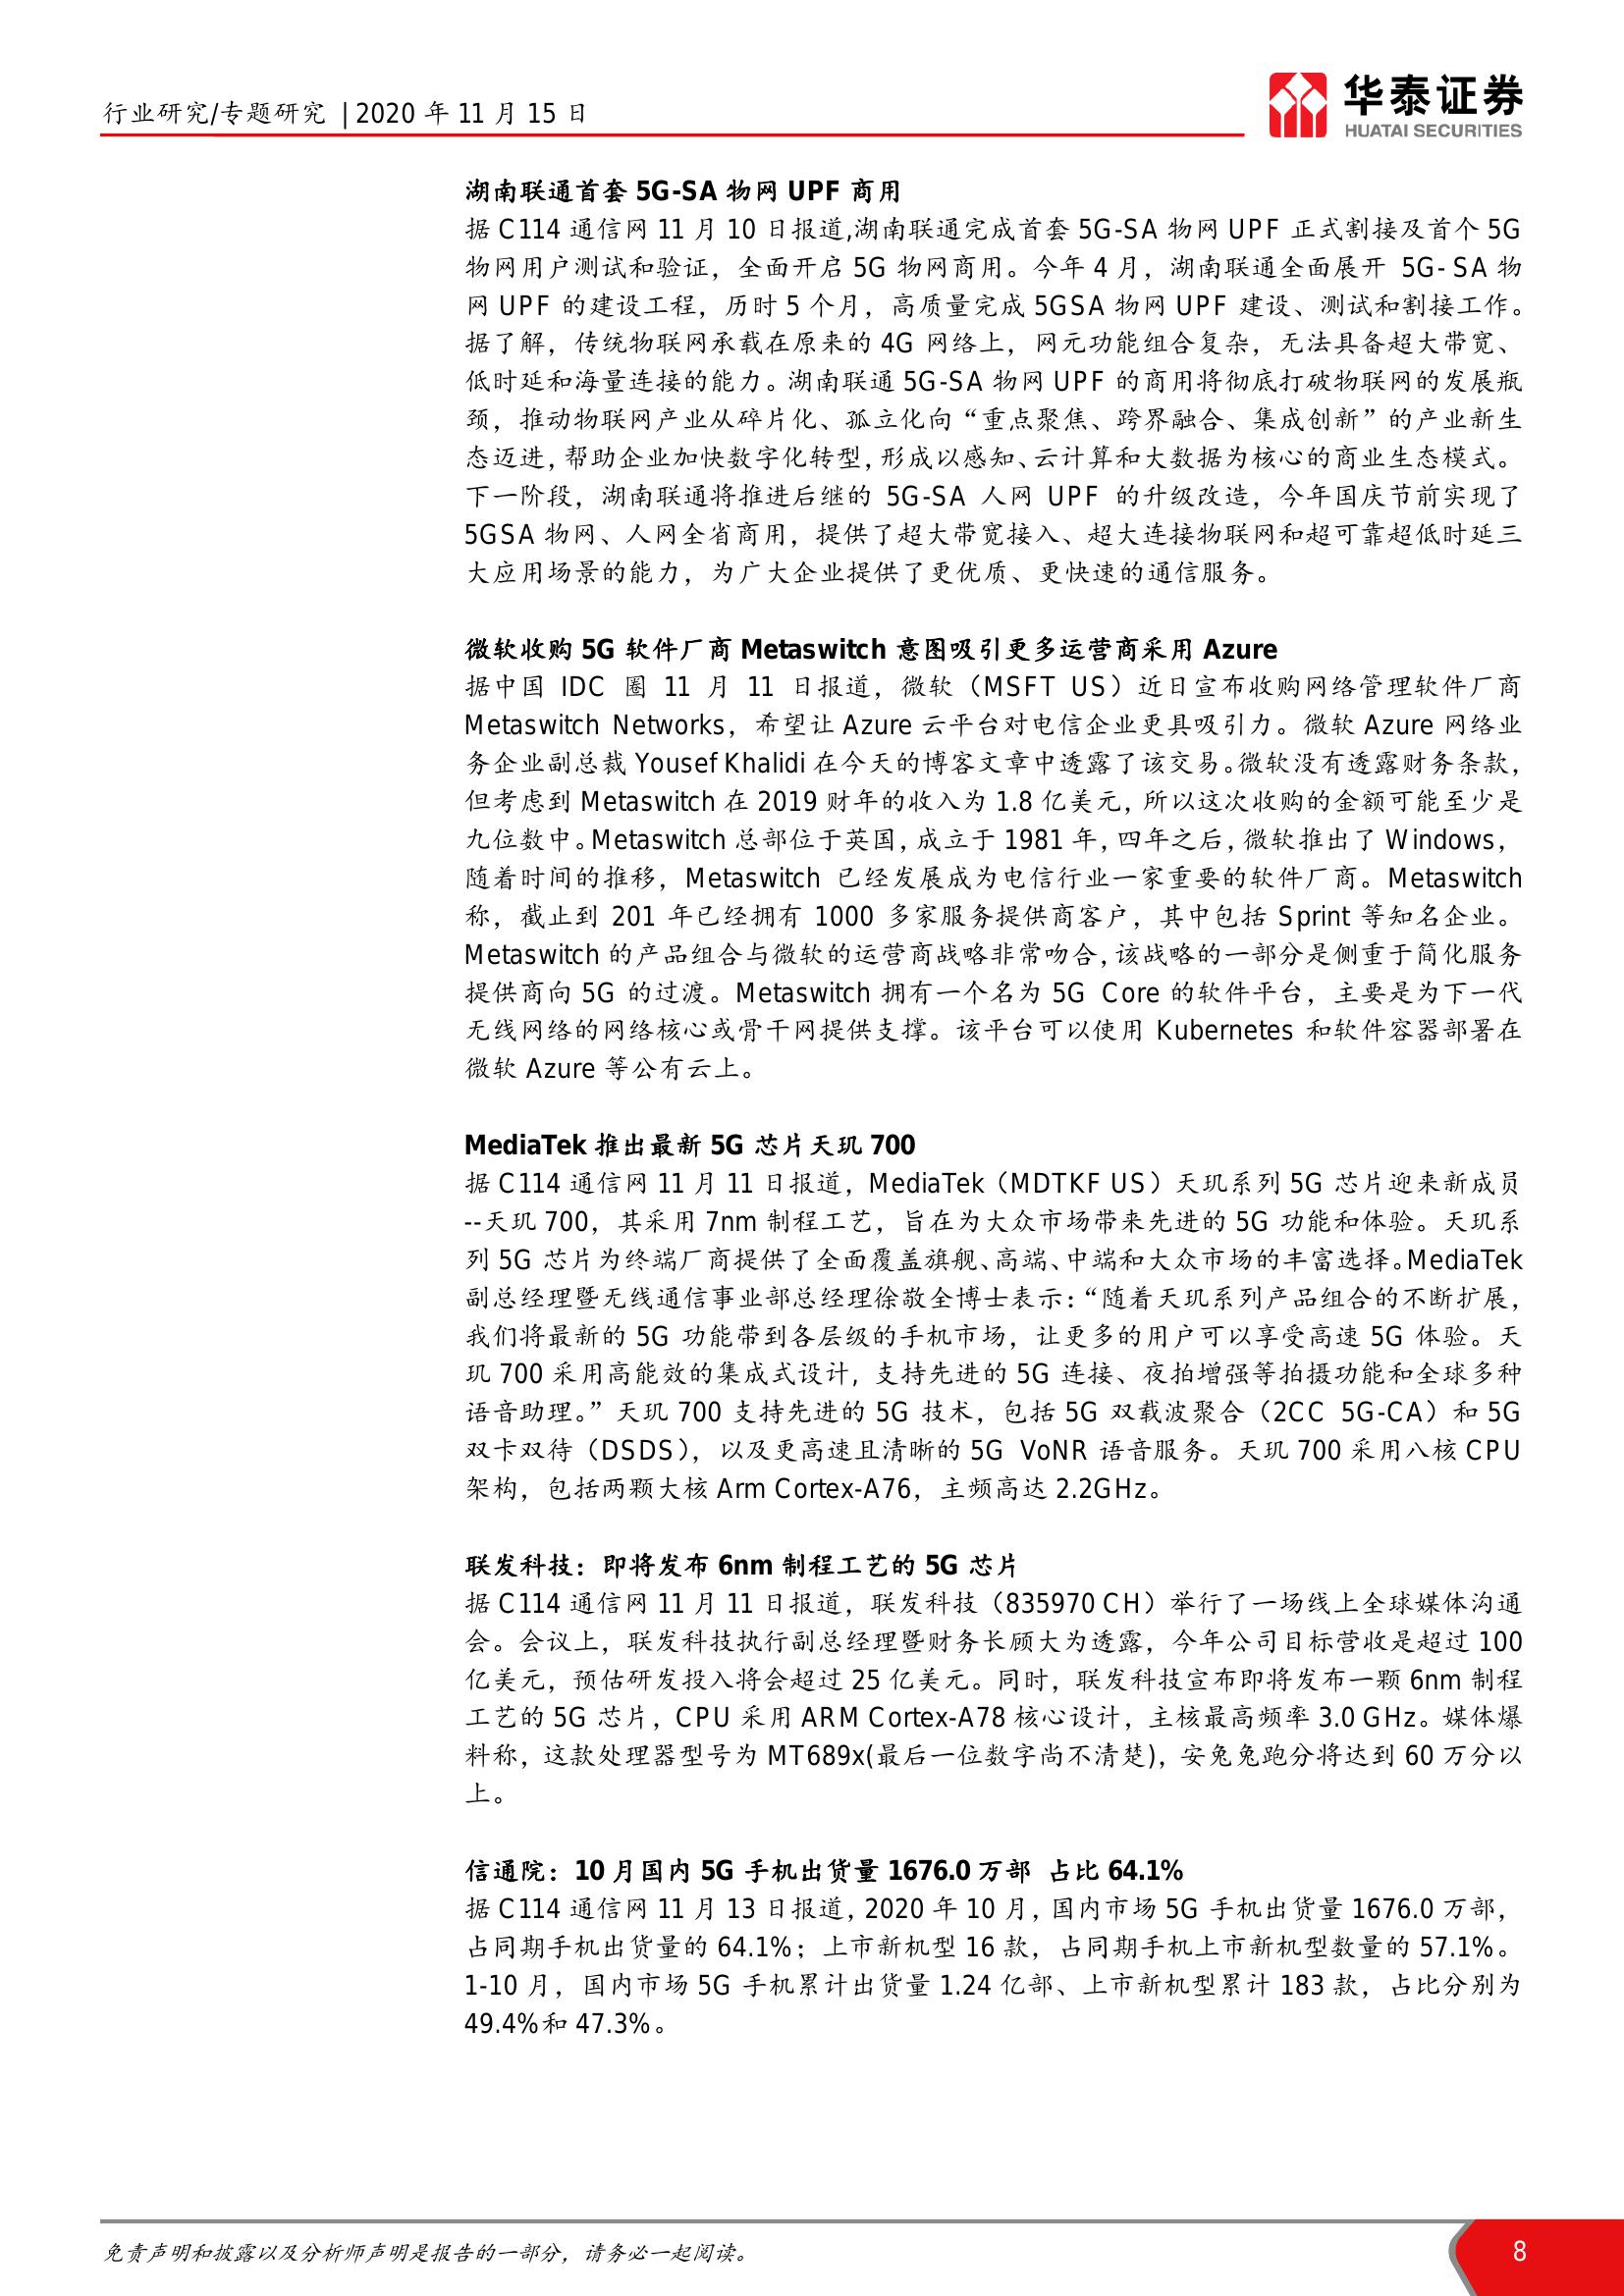 行业研究/专题研究 | 2020 年 11 月 15 日
华泰证券
HUATAI SECURITIES
湖南联通首套 5G-SA 物网 UPF 商用
据 C114 通信网 11 月 10 日报道,湖南联通完成首套 5G-SA 物网 UPF 正式割接及首个 5G
物网用户测试和验证，全面开启 5G 物网商用。今年 4 月，湖南联通全面展开 5G- SA 物
网 UPF 的建设工程，历时 5 个月，高质量完成 5GSA 物网 UPF 建设、测试和割接工作。
据了解，传统物联网承载在原来的 4G 网络上，网元功能组合复杂，无法具备超大带宽、
低时延和海量连接的能力。湖南联通 5G-SA 物网 UPF 的商用将彻底打破物联网的发展瓶
颈，推动物联网产业从碎片化、孤立化向“重点聚焦、跨界融合、集成创新”的产业新生
态迈进，帮助企业加快数字化转型，形成以感知、云计算和大数据为核心的商业生态模式。
下一阶段，湖南联通将推进后继的 5G-SA 人网 UPF 的升级改造，今年国庆节前实现了
5GSA 物网、人网全省商用，提供了超大带宽接入、超大连接物联网和超可靠超低时延三
大应用场景的能力，为广大企业提供了更优质、更快速的通信服务。
微软收购 5G 软件厂商 Metaswitch 意图吸引更多运营商采用 Azure
据中国 IDC 圈 11 月 11 日报道，微软（MSFT US）近日宣布收购网络管理软件厂商
Metaswitch Networks，希望让 Azure 云平台对电信企业更具吸引力。微软 Azure 网络业
务企业副总裁 Yousef Khalidi 在今天的博客文章中透露了该交易。微软没有透露财务条款，
但考虑到 Metaswitch 在 2019 财年的收入为 1.8 亿美元，所以这次收购的金额可能至少是
九位数中。Metaswitch 总部位于英国，成立于 1981 年，四年之后，微软推出了 Windows，
随着时间的推移，Metaswitch 已经发展成为电信行业一家重要的软件厂商。Metaswitch
称，截止到 201 年已经拥有 1000 多家服务提供商客户，其中包括 Sprint 等知名企业。
Metaswitch 的产品组合与微软的运营商战略非常吻合，该战略的一部分是侧重于简化服务
提供商向 5G 的过渡。Metaswitch 拥有一个名为 5G Core 的软件平台，主要是为下一代
无线网络的网络核心或骨干网提供支撑。该平台可以使用 Kubernetes 和软件容器部署在
微软 Azure 等公有云上。
MediaTek 推出最新 5G 芯片天玑 700
据 C114 通信网 11 月 11 日报道，MediaTek（MDTKF US）天玑系列 5G 芯片迎来新成员
--天玑 700，其采用 7nm 制程工艺，旨在为大众市场带来先进的 5G 功能和体验。天玑系
列 5G 芯片为终端厂商提供了全面覆盖旗舰、高端、中端和大众市场的丰富选择。MediaTek
副总经理暨无线通信事业部总经理徐敬全博士表示：“随着天玑系列产品组合的不断扩展，
我们将最新的 5G 功能带到各层级的手机市场，让更多的用户可以享受高速 5G 体验。天
玑 700 采用高能效的集成式设计，支持先进的 5G 连接、夜拍增强等拍摄功能和全球多种
语音助理。”天玑 700 支持先进的 5G 技术，包括 5G 双载波聚合（2CC 5G-CA）和 5G
双卡双待（DSDS），以及更高速且清晰的 5G VoNR 语音服务。天玑 700 采用八核 CPU
架构，包括两颗大核 Arm Cortex-A76，主频高达 2.2GHz。
联发科技：即将发布 6nm 制程工艺的 5G 芯片
据 C114 通信网 11 月 11 日报道，联发科技（835970 CH）举行了一场线上全球媒体沟通
会。会议上，联发科技执行副总经理暨财务长顾大为透露，今年公司目标营收是超过 100
亿美元，预估研发投入将会超过 25 亿美元。同时，联发科技宣布即将发布一颗 6nm 制程
工艺的 5G 芯片，CPU 采用 ARM Cortex-A78 核心设计，主核最高频率 3.0 GHz。媒体爆
料称，这款处理器型号为 MT689x(最后一位数字尚不清楚)，安兔兔跑分将达到 60 万分以
上。
信通院：10 月国内 5G 手机出货量 1676.0 万部 占比 64.1%
据 C114 通信网 11 月 13 日报道，2020 年 10 月，国内市场 5G 手机出货量 1676.0 万部，
占同期手机出货量的 64.1%；上市新机型 16 款，占同期手机上市新机型数量的 57.1%。
1-10 月，国内市场 5G 手机累计出货量 1.24 亿部、上市新机型累计 183 款，占比分别为
49.4%和 47.3%。
免责声明和披露以及分析师声明是报告的一部分，请务必一起阅读。
8